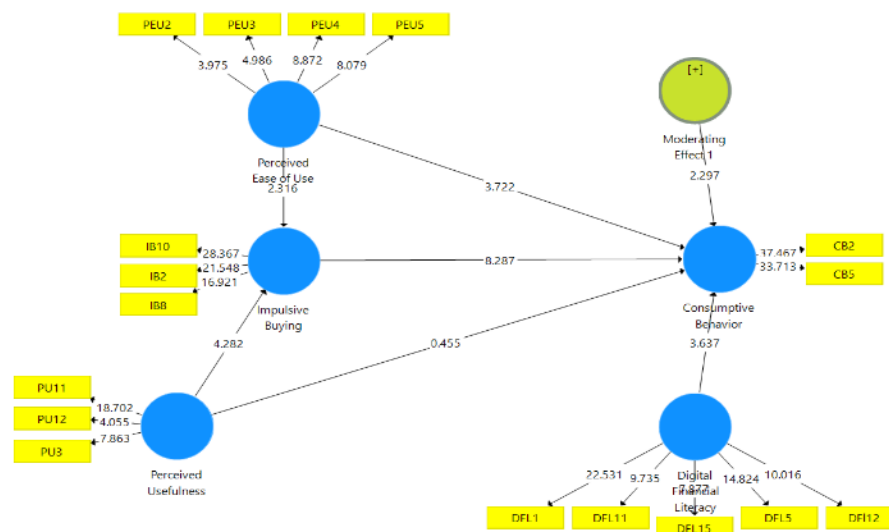 PEU2
PEU3
PEU4
PEU5
3.975
4.986
8.872
8.079
[+]
Moderating
Effect 1
2.297
Perceived
Ease of Use
2.316
3.722
IB10
IB2
IB8
28.367
21.548
16.921
Impulsive
Buying
8.287
37.467
33.713
CB2
CB5
Consumptive
Behavior
4.282
0.455
3.637
PU11
PU12
PU3
18.702
4.055
7.863
Perceived
Usefulness
22.531
9.735
14.824
10.016
Digital
Financial
Literacy
DFL1
DFL11
DFL15
DFL5
DFl12